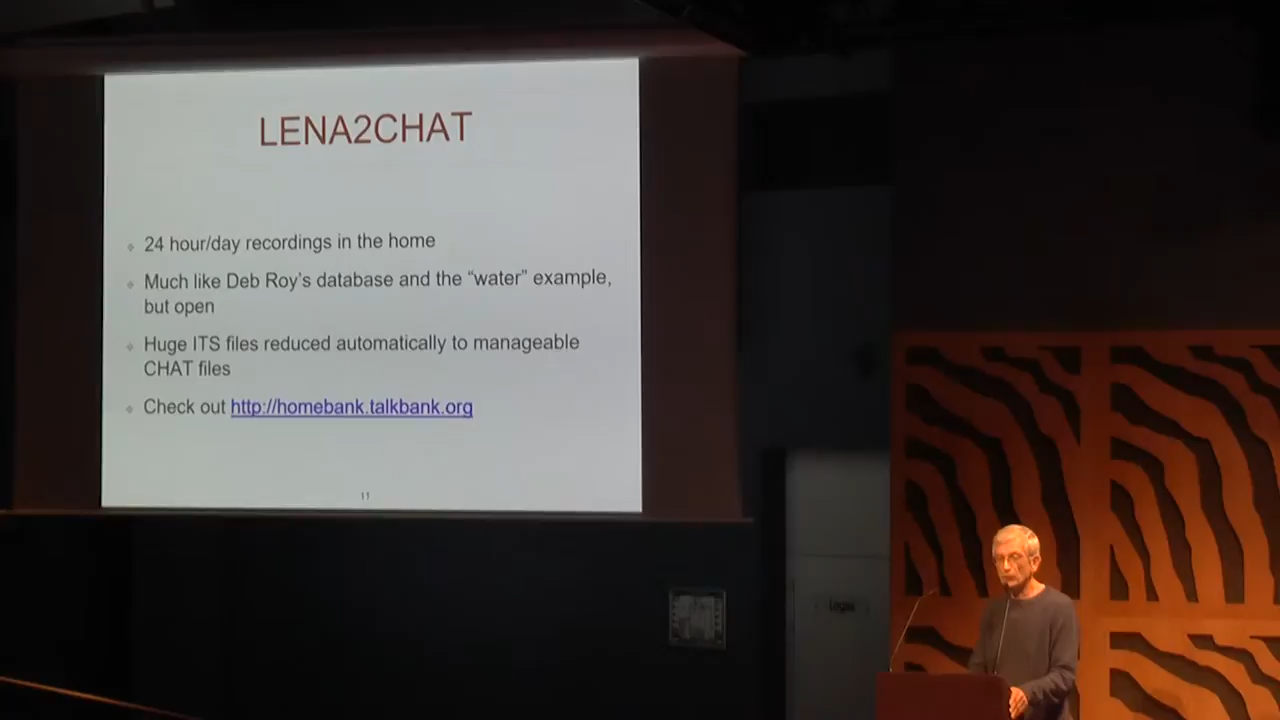 LENA2CHAT
24 hour/day recordings in the home
Much like Deb Roy's database and the “water” example,
but open
Huge ITS files reduced automatically to manageable
CHAT files
Check out http://homebank.talkbank.org
11